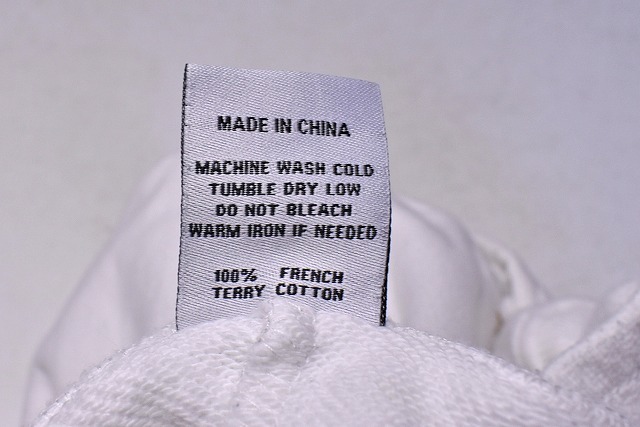 MADE IN CHINA
MACHINE WASH COLD
TUMBLE DRY LOW
DO NOT BLEACH
WARM IRON IF NEEDED
100% FRENCH
TERRY COTTON